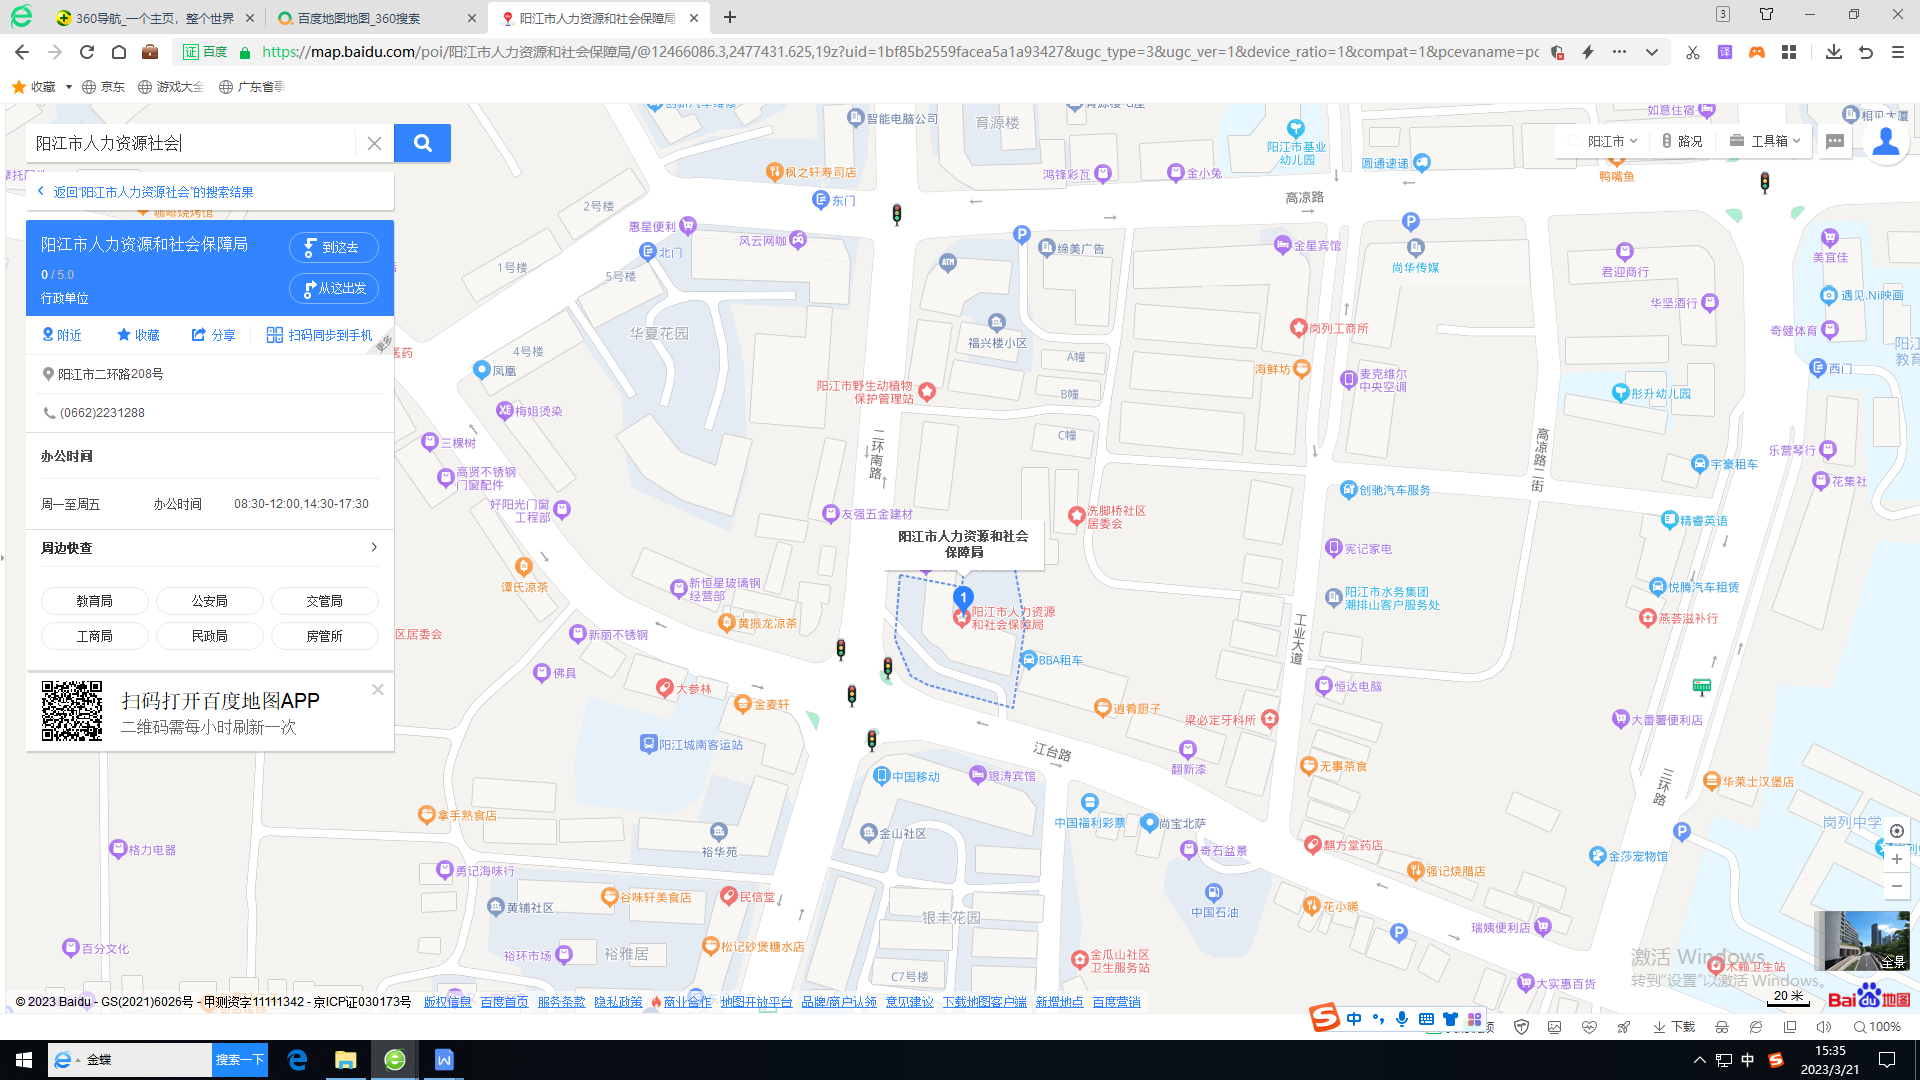 360导航_一个主页，整个世界
百度地图地图_360搜索
阳江市人力资源和社会保障局
3
证 百度
https://map.baidu.com/poi/阳江市人力资源和社会保障局/@12466086.3,2477431.625,19z?uid=1bf85b2559facea5a1a93427&ugc_type=3&ugc_ver=1&device_ratio=1&compat=1&pcevaname=pc
译
收藏
京东
游戏大全
广东省事
阳江市人力资源社会
返回"阳江市人力资源社会"的搜索结果
阳江市人力资源和社会保障局
到这去
0 / 5.0
行政单位
从这出发
附近
收藏
分享
扫码同步到手机
更多
阳江市二环路208号
(0662)2231288
办公时间
周一至周五
办公时间
08:30-12:00,14:30-17:30
周边快查
教育局
公安局
交管局
工商局
民政局
房管所
扫码打开百度地图APP
二维码需每小时刷新一次
阳江市
路况
工具箱
智能电脑公司
育源楼
阳江市基业
幼儿园
圆通速递
如意住宿
相见大厦
鸭嘴鱼
枫之轩寿司店
东门
鸿锋彩瓦
金小兔
高凉路
2号楼
惠星便利
北门
风云网咖
1号楼
5号楼
ATM
P
缔美广告
金星宾馆
P
尚华传媒
君迎商行
美宜佳
华坚酒行
遇见.Ni映画
奇健体育
华夏花园
福兴楼小区
岗列工商所
4号楼
凤凰
A幢
B幢
C幢
海鲜坊
麦克维尔
中央空调
西门
阳江市野生动植物
保护管理站
彤升幼儿园
梅姐烫染
三棵树
二环南路
高凉路二街
乐营琴行
宇豪租车
花集社
高贤不锈钢
门窗配件
好阳光门窗
工程部
友强五金建材
洗脚桥社区
居委会
创驰汽车服务
精睿英语
阳江市人力资源和社会
保障局
宪记家电
谭氏凉茶
新恒星玻璃钢
经营部
1
阳江市人力资源
和社会保障局
阳江市水务集团
潮排山客户服务处
悦腾汽车租赁
燕荟滋补行
黄振龙凉茶
新丽不锈钢
区居委会
工业大道
BBA租车
佛具
大参林
金麦轩
逍肴厨子
恒达电脑
梁必定牙科所
大番薯便利店
阳江城南客运站
江台路
翻新漆
中国移动
银涛宾馆
无事茶食
三环路
华莱士汉堡店
拿手熟食店
中国福利彩票
尚宝北萨
岗列中学
裕华苑
金山社区
格力电器
奇石盆景
麒方堂药店
金莎宠物馆
P
勇记海味行
强记烧腊店
谷味轩美食店
民信堂
中国石油
花小晞
黄铺社区
银丰花园
瑞姨便利店
P
百分文化
裕环市场
裕雅居
松记砂煲糖水店
C7号楼
金瓜山社区
卫生服务站
木赖卫生站
大实惠百货
激活 Windows
转到"设置"以激活 Windows。
全景
20 米
Bai 地图
© 2023 Baidu - GS(2021)6026号 - 甲测资字11111342 - 京ICP证030173号
版权信息
百度首页
服务条款
隐私政策
商业合作
地图开放平台
品牌/商户认领
意见建议
下载地图客户端
新增地点
百度营销
中
下载
100%
金蝶
搜索一下
中
15:35
2023/3/21